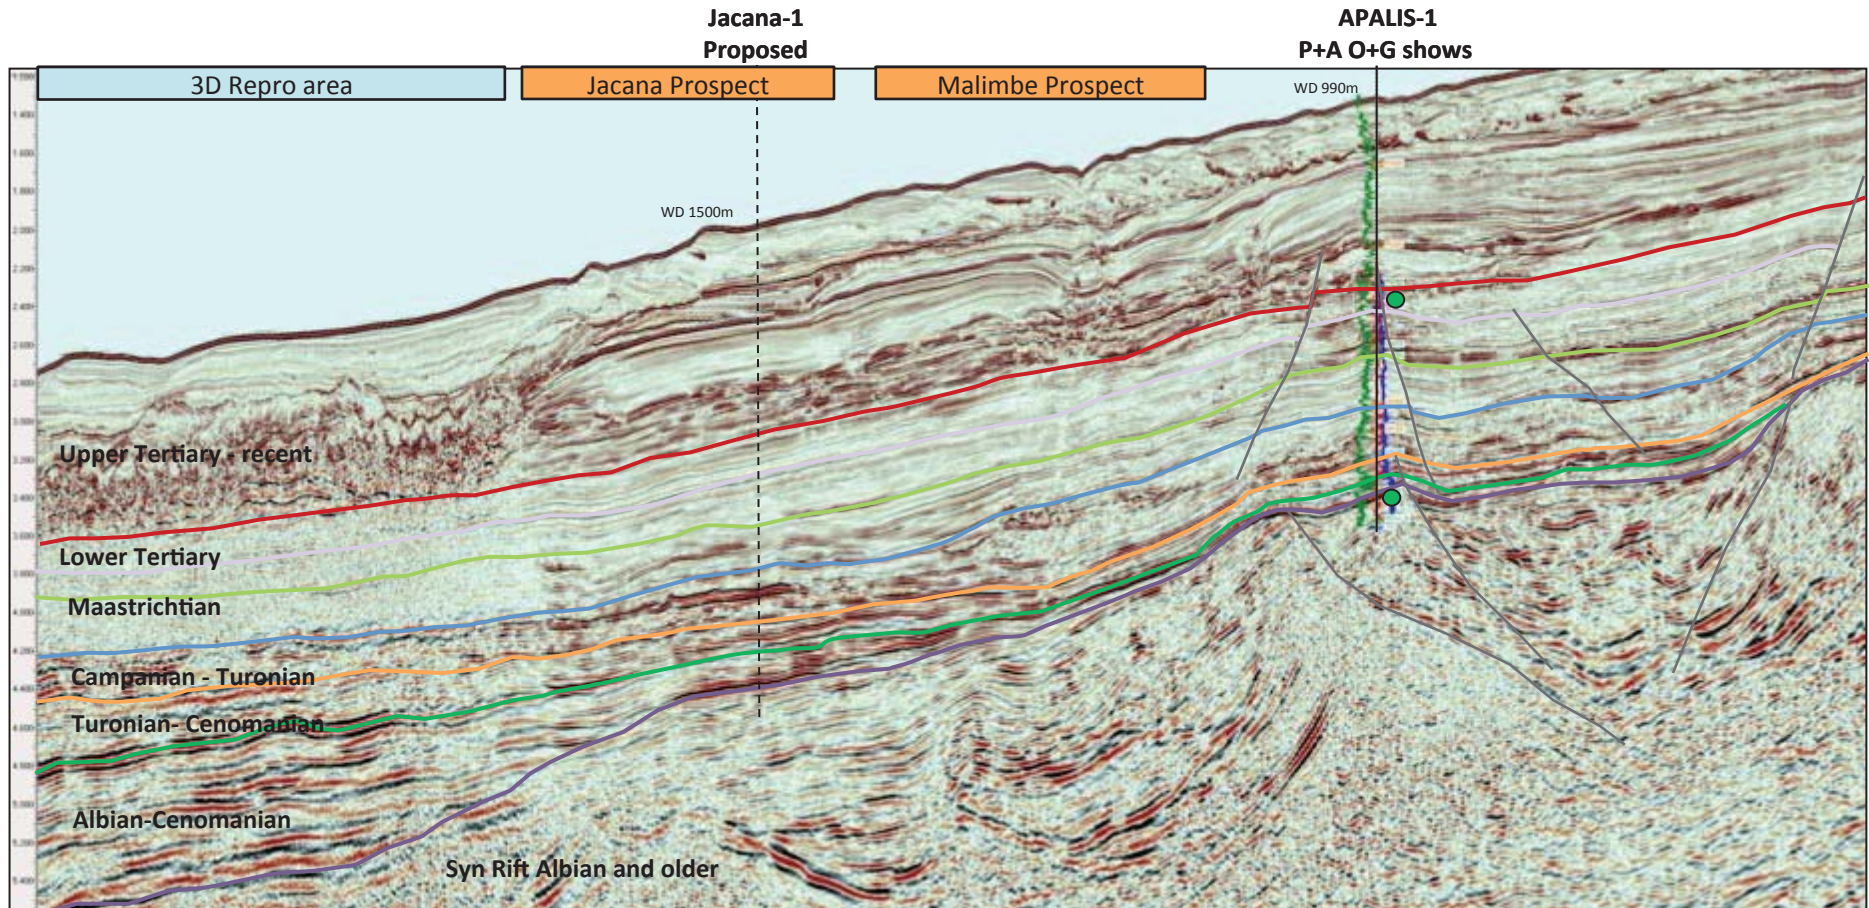 Jacana-1
Proposed
APALIS-1
P+A O+G shows
3D Repro area
Jacana Prospect
Malimbe Prospect
WD 990m
WD 1500m
Upper Tertiary - recent
Lower Tertiary
Maastrichtian
Campanian - Turonian
Turonian- Cenomanian
Albian-Cenomanian
Syn Rift Albian and older